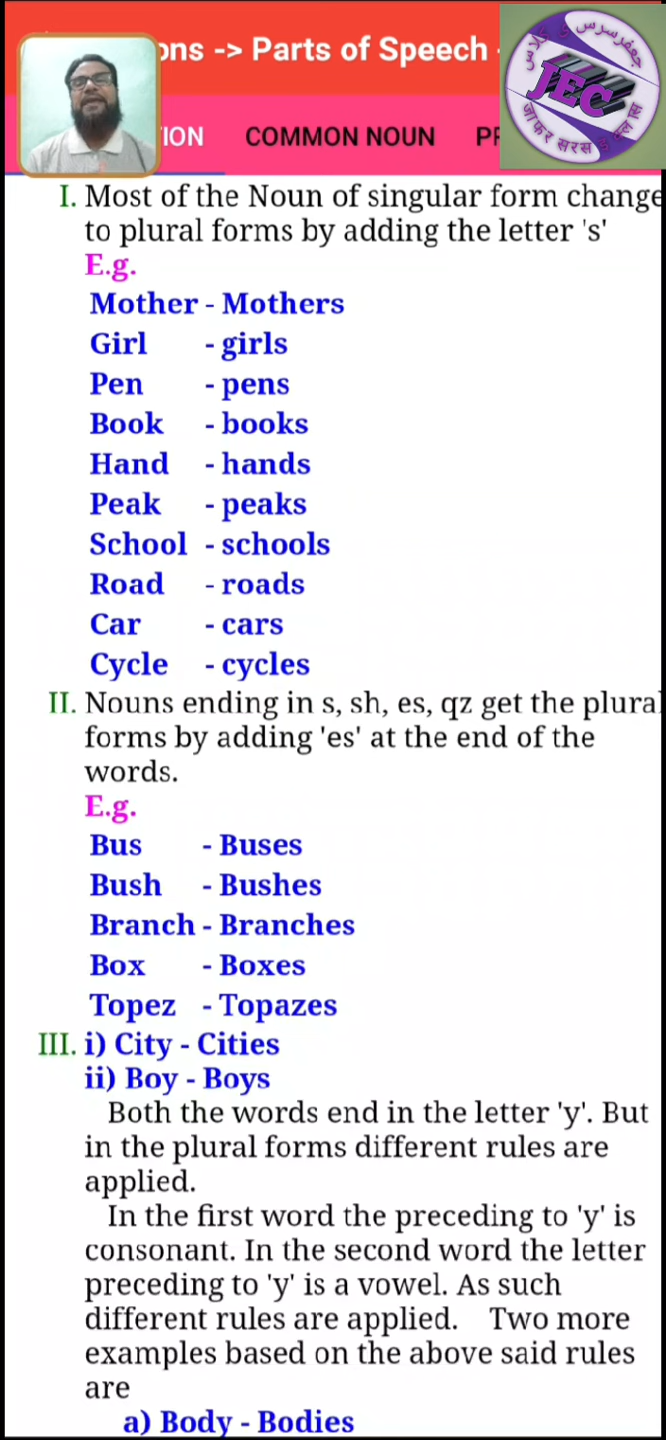 ons -> Parts of Speech -
جعفر سرس کی کلاس
JEC
जाफर सरस के क्लास
ION COMMON NOUN PR
I. Most of the Noun of singular form change
to plural forms by adding the letter 's'
E.g.
Mother - Mothers
Girl - girls
Pen - pens
Book - books
Hand - hands
Peak - peaks
School - schools
Road - roads
Car - cars
Cycle - cycles
II. Nouns ending in s, sh, es, qz get the plural
forms by adding 'es' at the end of the
words.
E.g.
Bus - Buses
Bush - Bushes
Branch - Branches
Box - Boxes
Topez - Topazes
III. i) City - Cities
ii) Boy - Boys
Both the words end in the letter 'y'. But
in the plural forms different rules are
applied.
In the first word the preceding to 'y' is
consonant. In the second word the letter
preceding to 'y' is a vowel. As such
different rules are applied. Two more
examples based on the above said rules
are
a) Body - Bodies